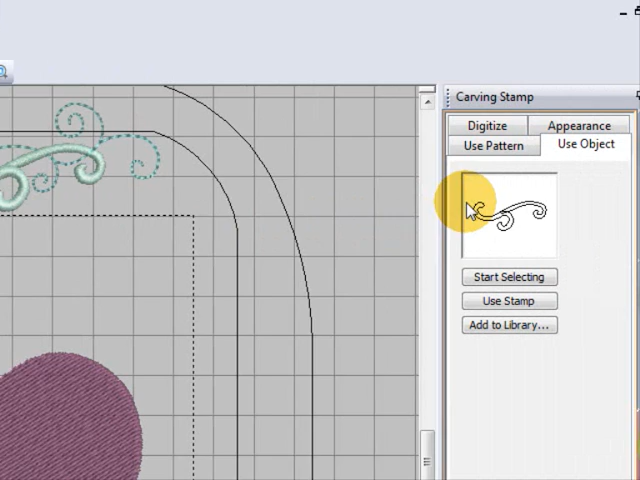 Carving Stamp
Digitize Appearance
Use Pattern Use Object
Start Selecting
Use Stamp
Add to Library...